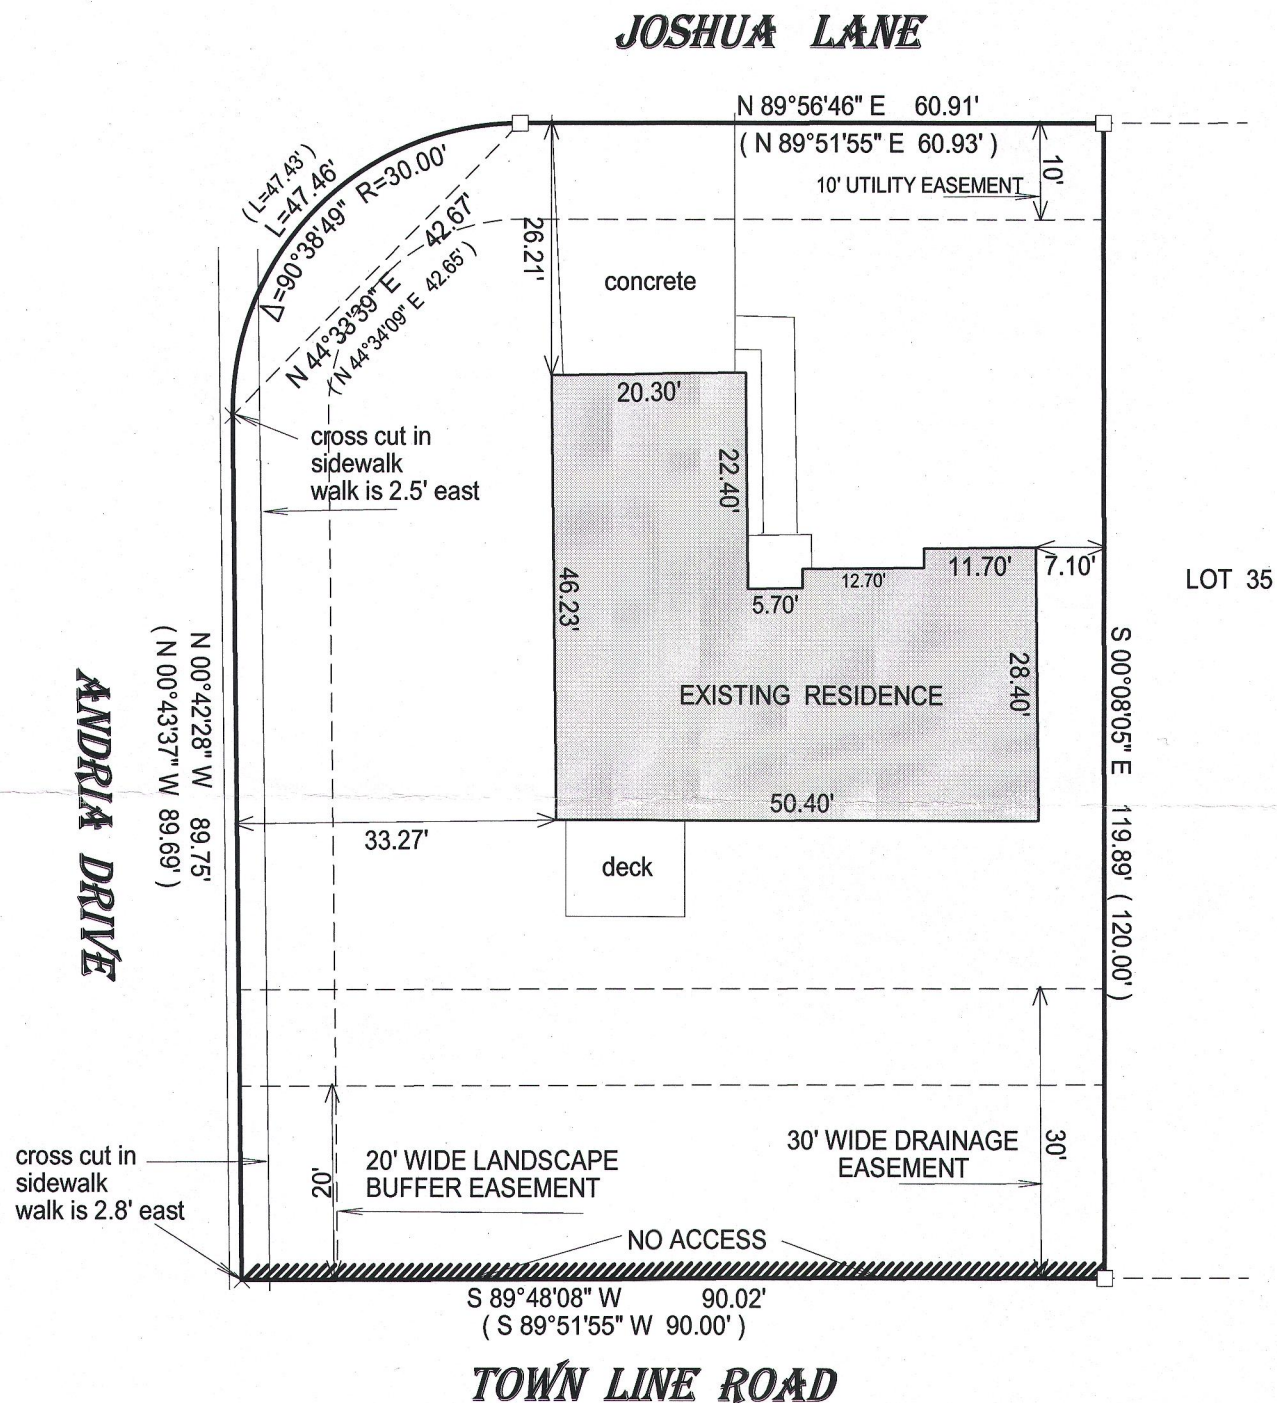 JOSHUA LANE
N 89°56'46" E 60.91'
( N 89°51'55" E 60.93' )
10'
10' UTILITY EASEMENT
(L=47.43')
L=47.46'
Δ=90°38'49" R=30.00'
N 44°33'39" E 42.67'
(N 44°34'09" E 42.65')
26.21'
concrete
20.30'
cross cut in
sidewalk
walk is 2.5' east
22.40'
46.23'
5.70'
12.70'
11.70'
7.10'
LOT 35
28.40'
EXISTING RESIDENCE
50.40'
S 00°08'05" E 119.89' ( 120.00' )
ANDRIA DRIVE
N 00°42'28" W 89.75'
( N 00°43'37" W 89.69' )
33.27'
deck
cross cut in
sidewalk
walk is 2.8' east
20'
20' WIDE LANDSCAPE
BUFFER EASEMENT
30' WIDE DRAINAGE
EASEMENT
30'
NO ACCESS
S 89°48'08" W 90.02'
( S 89°51'55" W 90.00' )
TOWN LINE ROAD